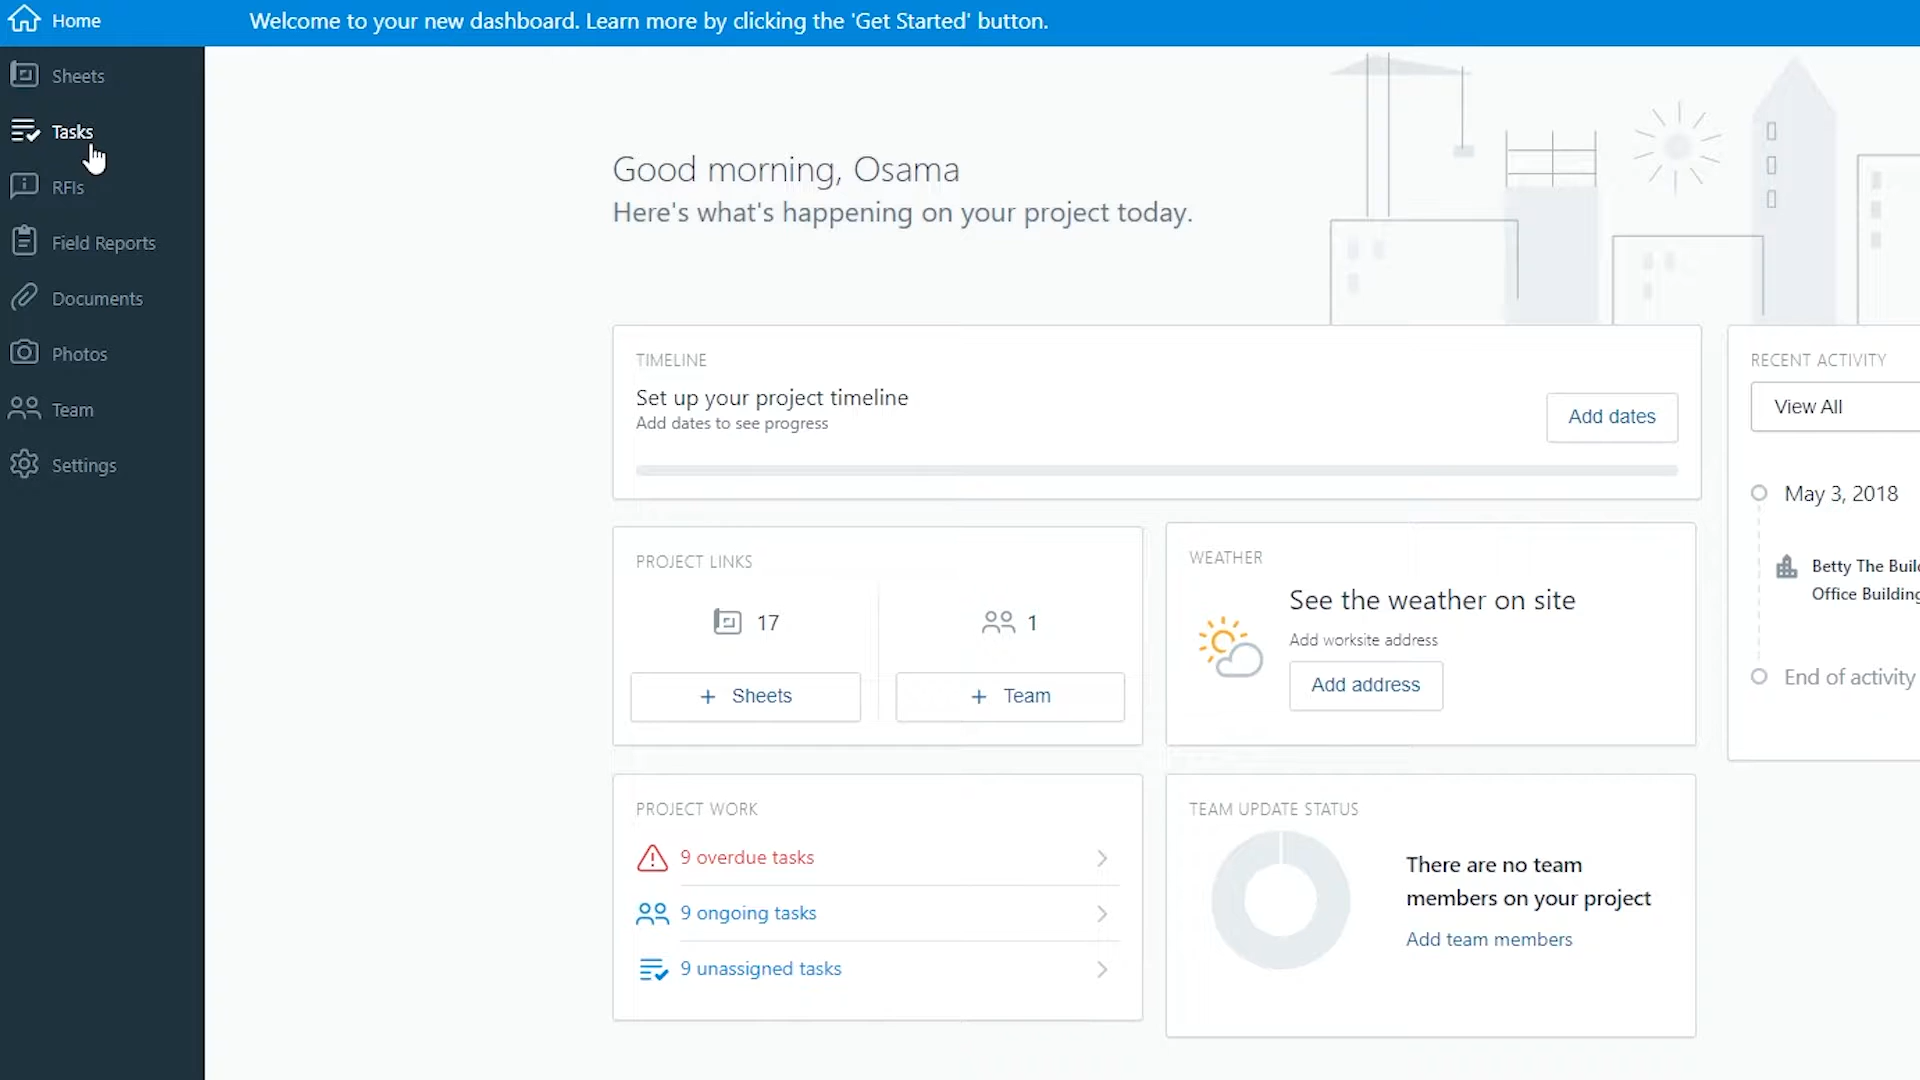 Home
Welcome to your new dashboard. Learn more by clicking the 'Get Started' button.
Sheets
Tasks
RFIs
Field Reports
Documents
Photos
Team
Settings
Good morning, Osama
Here's what's happening on your project today.
TIMELINE
Set up your project timeline
Add dates to see progress
Add dates
RECENT ACTIVITY
View All
May 3, 2018
Betty The Buil
Office Building
End of activity
PROJECT LINKS
17
1
+ Sheets
+ Team
WEATHER
See the weather on site
Add worksite address
Add address
PROJECT WORK
9 overdue tasks
9 ongoing tasks
9 unassigned tasks
TEAM UPDATE STATUS
There are no team
members on your project
Add team members